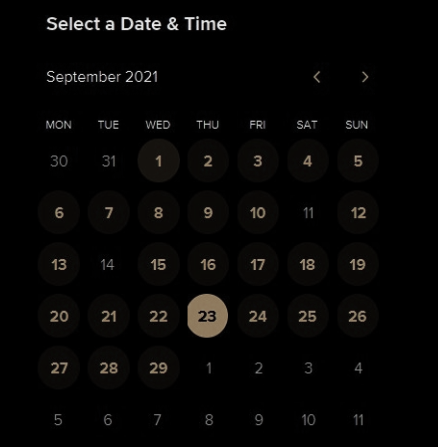 Select a Date & Time
September 2021 < >
MON TUE WED THU FRI SAT SUN
30 31 1 2 3 4 5
6 7 8 9 10 11 12
13 14 15 16 17 18 19
20 21 22 23 24 25 26
27 28 29 1 2 3 4
5 6 7 8 9 10 11